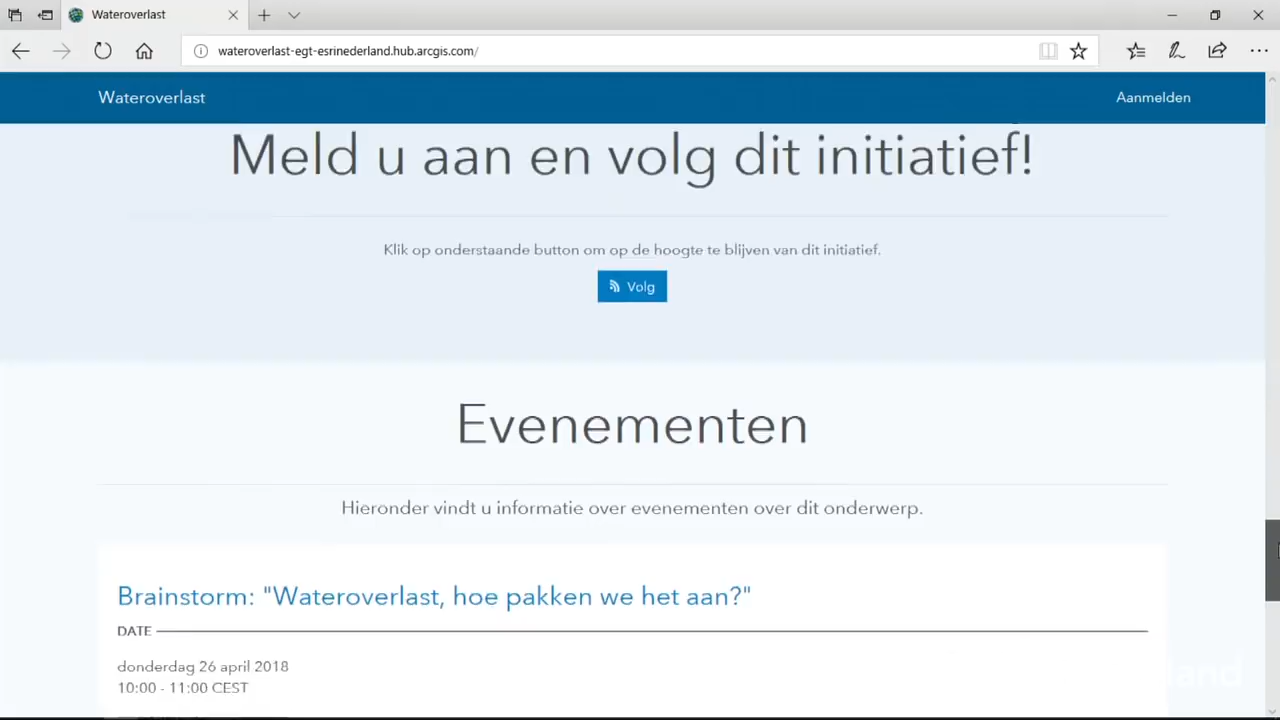 Wateroverlast
wateroverlast-egt-esrinederland.hub.arcgis.com/
Wateroverlast
Aanmelden
Meld u aan en volg dit initiatief!
Klik op onderstaande button om op de hoogte te blijven van dit initiatief.
Volg
Evenementen
Hieronder vindt u informatie over evenementen over dit onderwerp.
Brainstorm: "Wateroverlast, hoe pakken we het aan?"
DATE
donderdag 26 april 2018
10:00 - 11:00 CEST